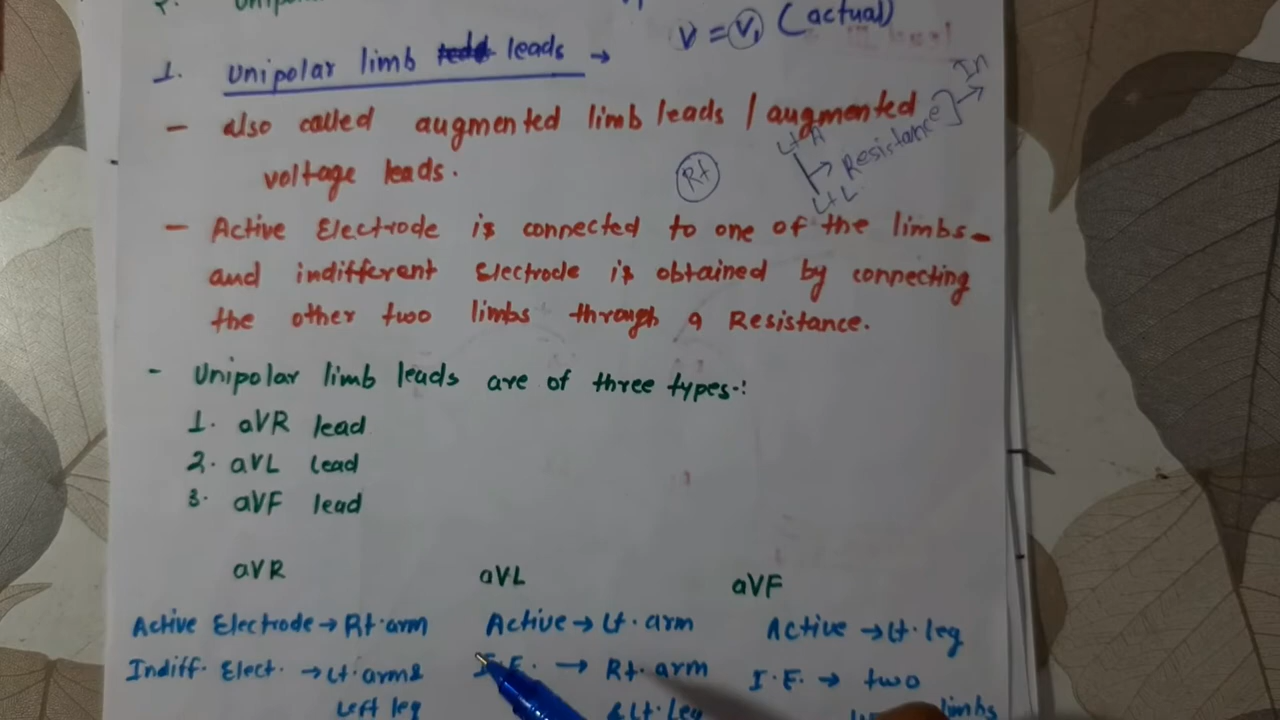 V = V1 (actual)
1. Unipolar limb leads →
- also called augmented limb leads / augmented
voltage leads.
Rt
Lt A
Lt L
→ Resistance] → In
- Active Electrode is connected to one of the limbs
and indifferent Electrode is obtained by connecting
the other two limbs through a Resistance.
- Unipolar limb leads are of three types-:
1. aVR lead
2. aVL lead
3. aVF lead
aVR aVL aVF
Active Electrode → Rt. arm Active → Lt. arm Active → Lt. leg
Indiff. Elect. → Lt. arm & I.E. → Rt. arm I.E. → two
Left leg & Lt. Leg limbs